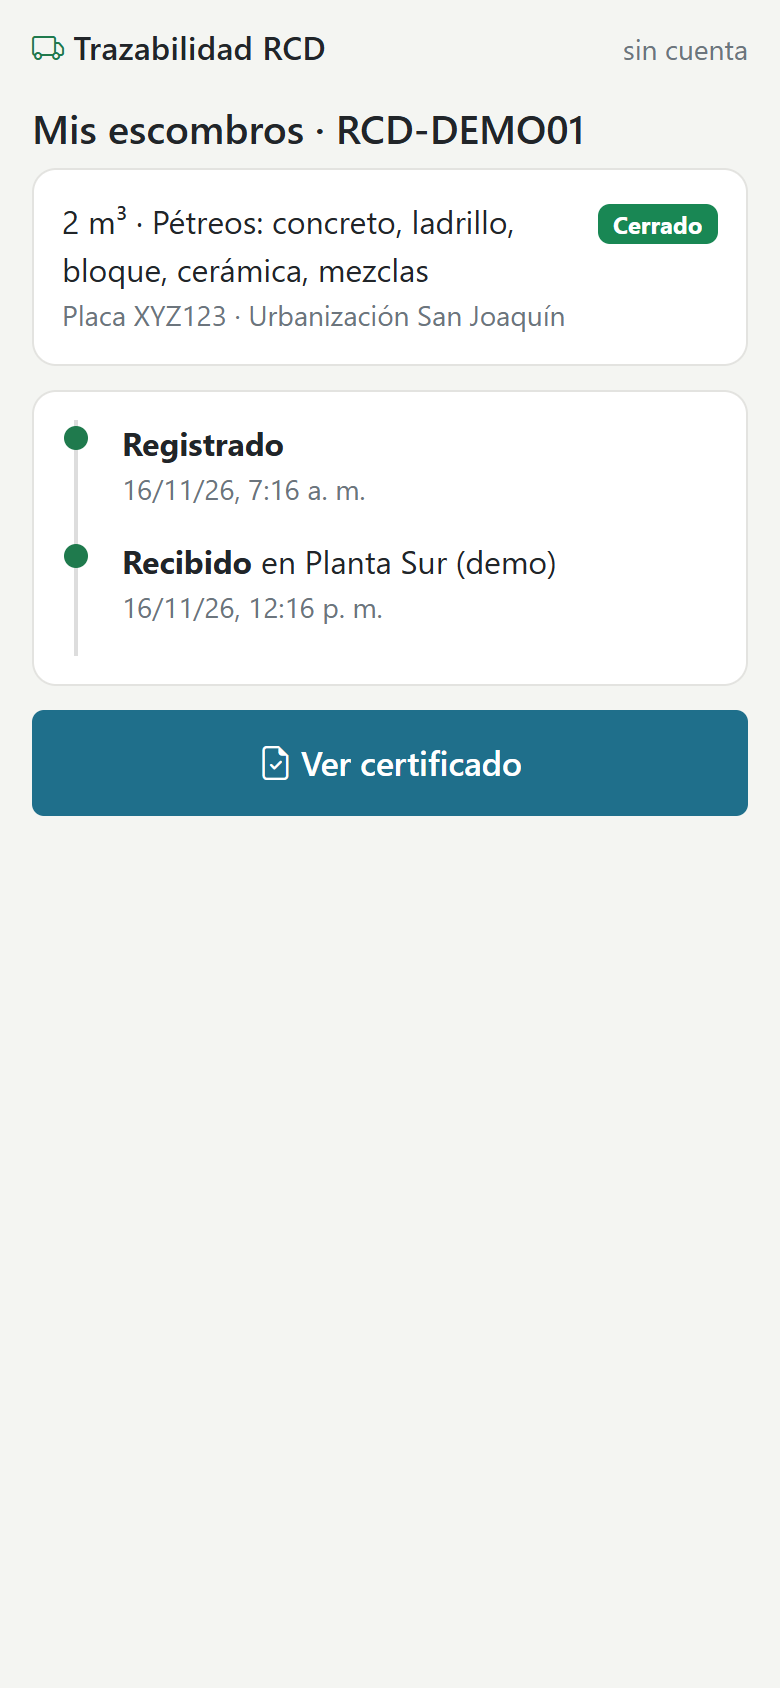 Trazabilidad RCD
sin cuenta
Mis escombros · RCD-DEMO01
2 m³ · Pétreos: concreto, ladrillo,
bloque, cerámica, mezclas
Cerrado
Placa XYZ123 · Urbanización San Joaquín
Registrado
16/11/26, 7:16 a. m.
Recibido en Planta Sur (demo)
16/11/26, 12:16 p. m.
Ver certificado